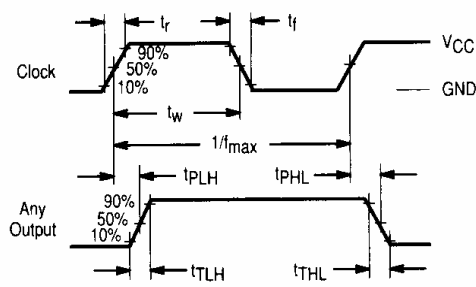 tr
tf
90%
50%
10%
Clock
VCC
GND
tw
1/fmax
tPLH
tPHL
Any
Output
90%
50%
10%
tTLH
tTHL